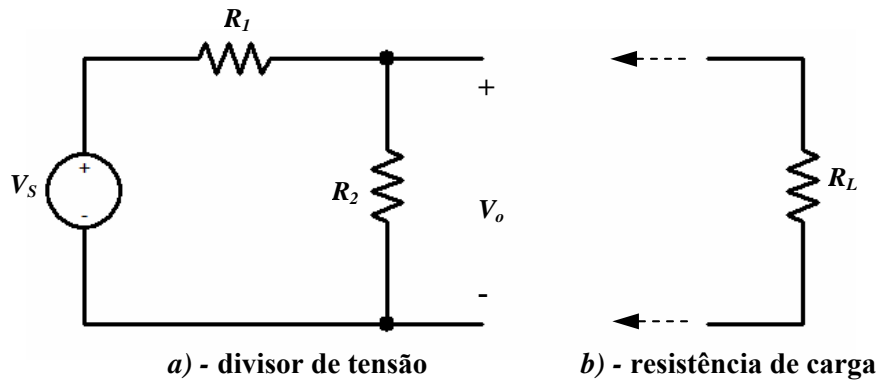 R1
+
VS
+
-
R2
Vo
RL
-
a) - divisor de tensão
b) - resistência de carga